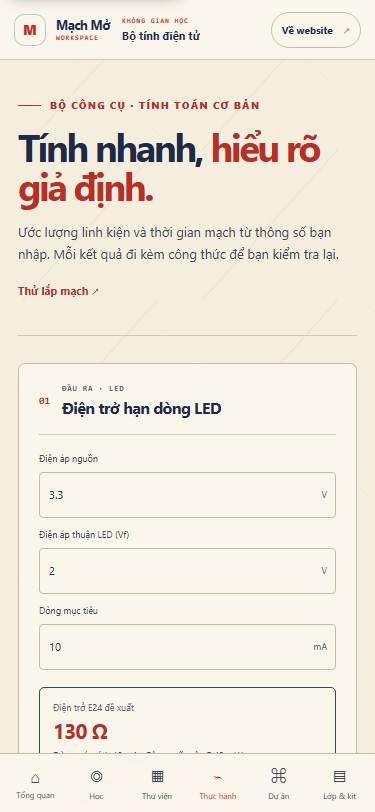 M
Mạch Mở
WORKSPACE
KHÔNG GIAN HỌC
Bộ tính điện tử
Về website ↗
BỘ CÔNG CỤ · TÍNH TOÁN CƠ BẢN
Tính nhanh, hiểu rõ
giả định.
Ước lượng linh kiện và thời gian mạch từ thông số bạn
nhập. Mỗi kết quả đi kèm công thức để bạn kiểm tra lại.
Thử lắp mạch ↗
01
ĐẦU RA · LED
Điện trở hạn dòng LED
Điện áp nguồn
3.3 V
Điện áp thuận LED (Vf)
2 V
Dòng mục tiêu
10 mA
Điện trở E24 đề xuất
130 Ω
Tổng quan
Học
Thư viện
Thực hành
Dự án
Lớp & kit